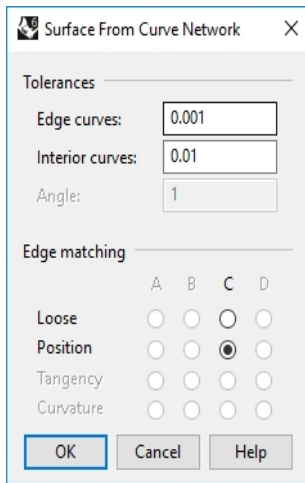 Surface From Curve Network
Tolerances
Edge curves: 0.001
Interior curves: 0.01
Angle: 1
Edge matching
A B C D
Loose
Position
Tangency
Curvature
OK Cancel Help